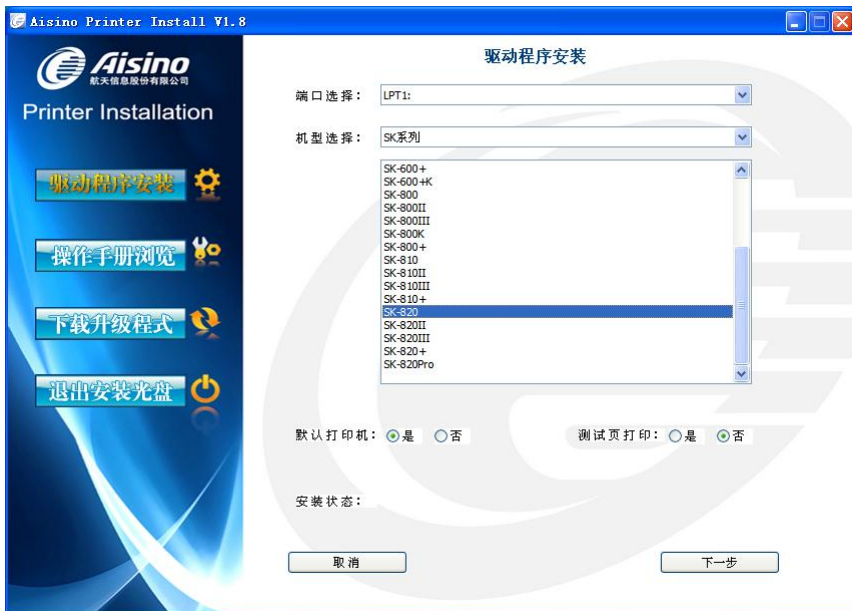 Aisino Printer Install V1.8
Aisino
航天信息股份有限公司
Printer Installation
驱动程序安装
操作手册浏览
下载升级程式
退出安装光盘
驱动程序安装
端口选择： LPT1:
机型选择： SK系列
SK-600+
SK-600+K
SK-800
SK-800II
SK-800III
SK-800K
SK-800+
SK-810
SK-810II
SK-810III
SK-810+
SK-820
SK-820II
SK-820III
SK-820+
SK-820Pro
默认打印机： 是 否 测试页打印： 是 否
安装状态：
取消 下一步